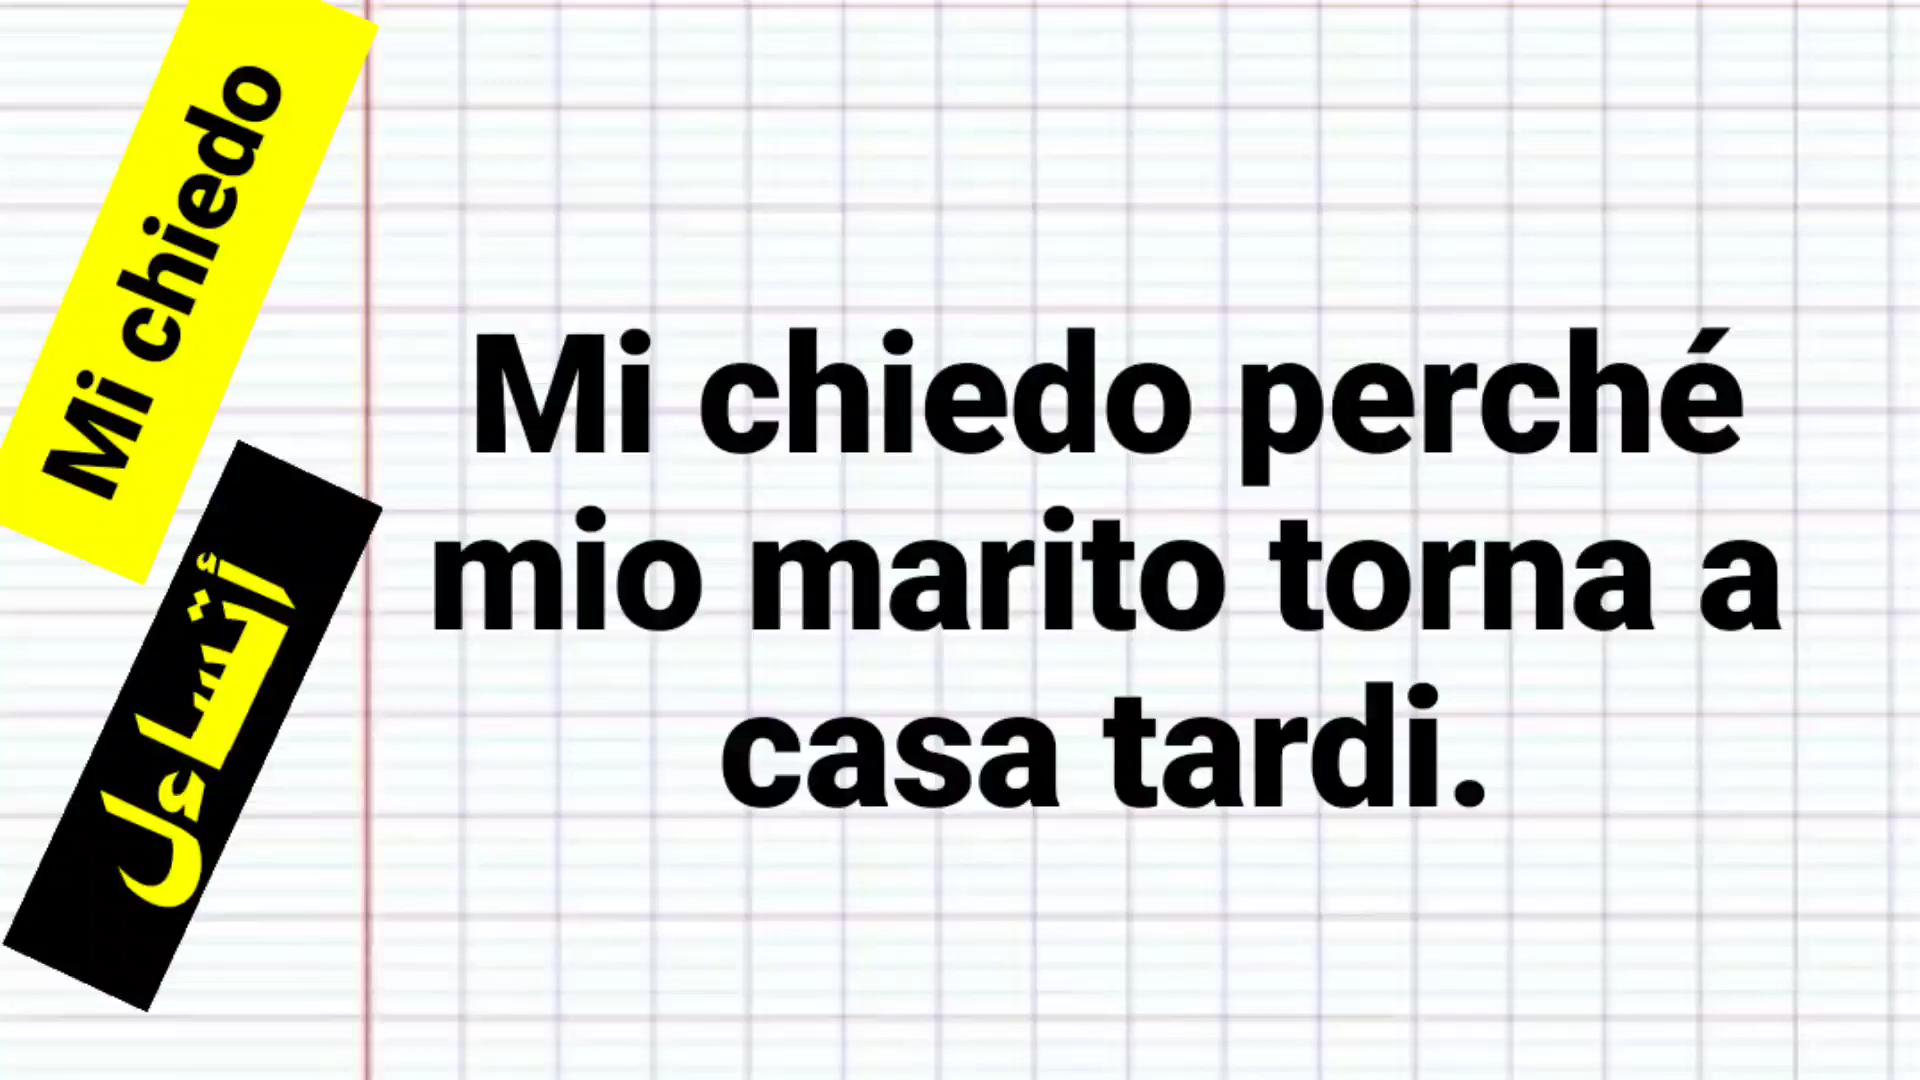 Mi chiedo
أتساءل
Mi chiedo perché
mio marito torna a
casa tardi.